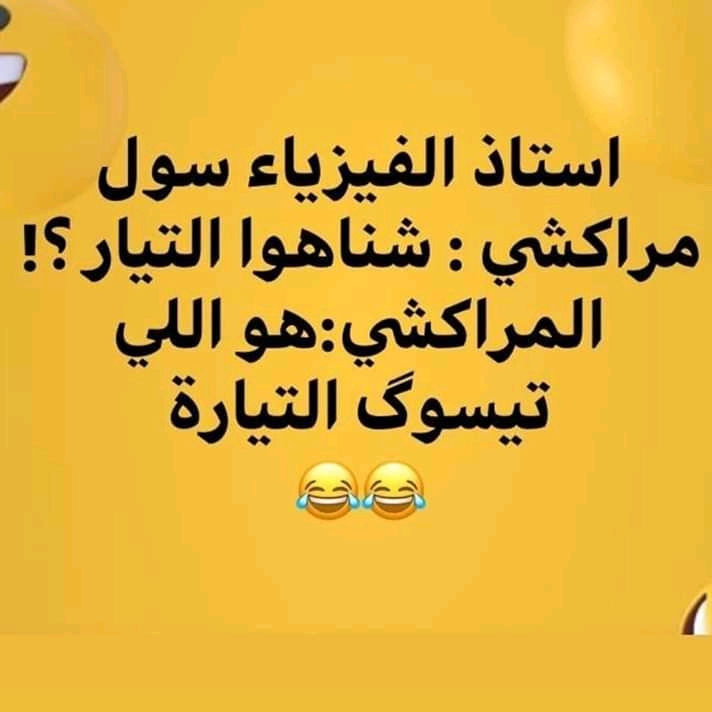 استاذ الفيزياء سول
مراكشي : شناهوا التيار ؟!
المراكشي:هو اللي
تيسوگ التيارة
😂😂